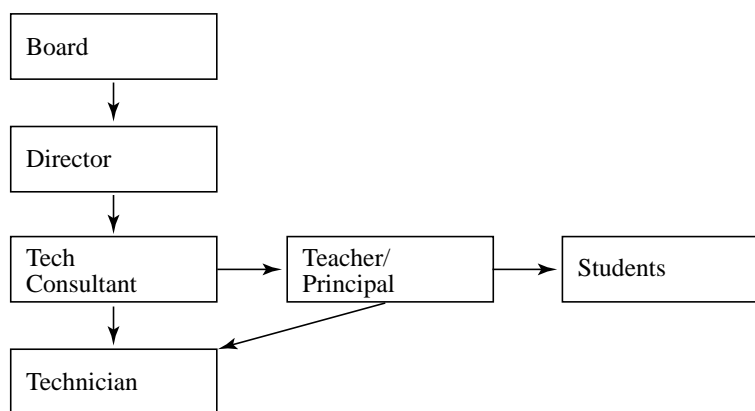 Board
Director
Tech
Consultant
Teacher/
Principal
Students
Technician